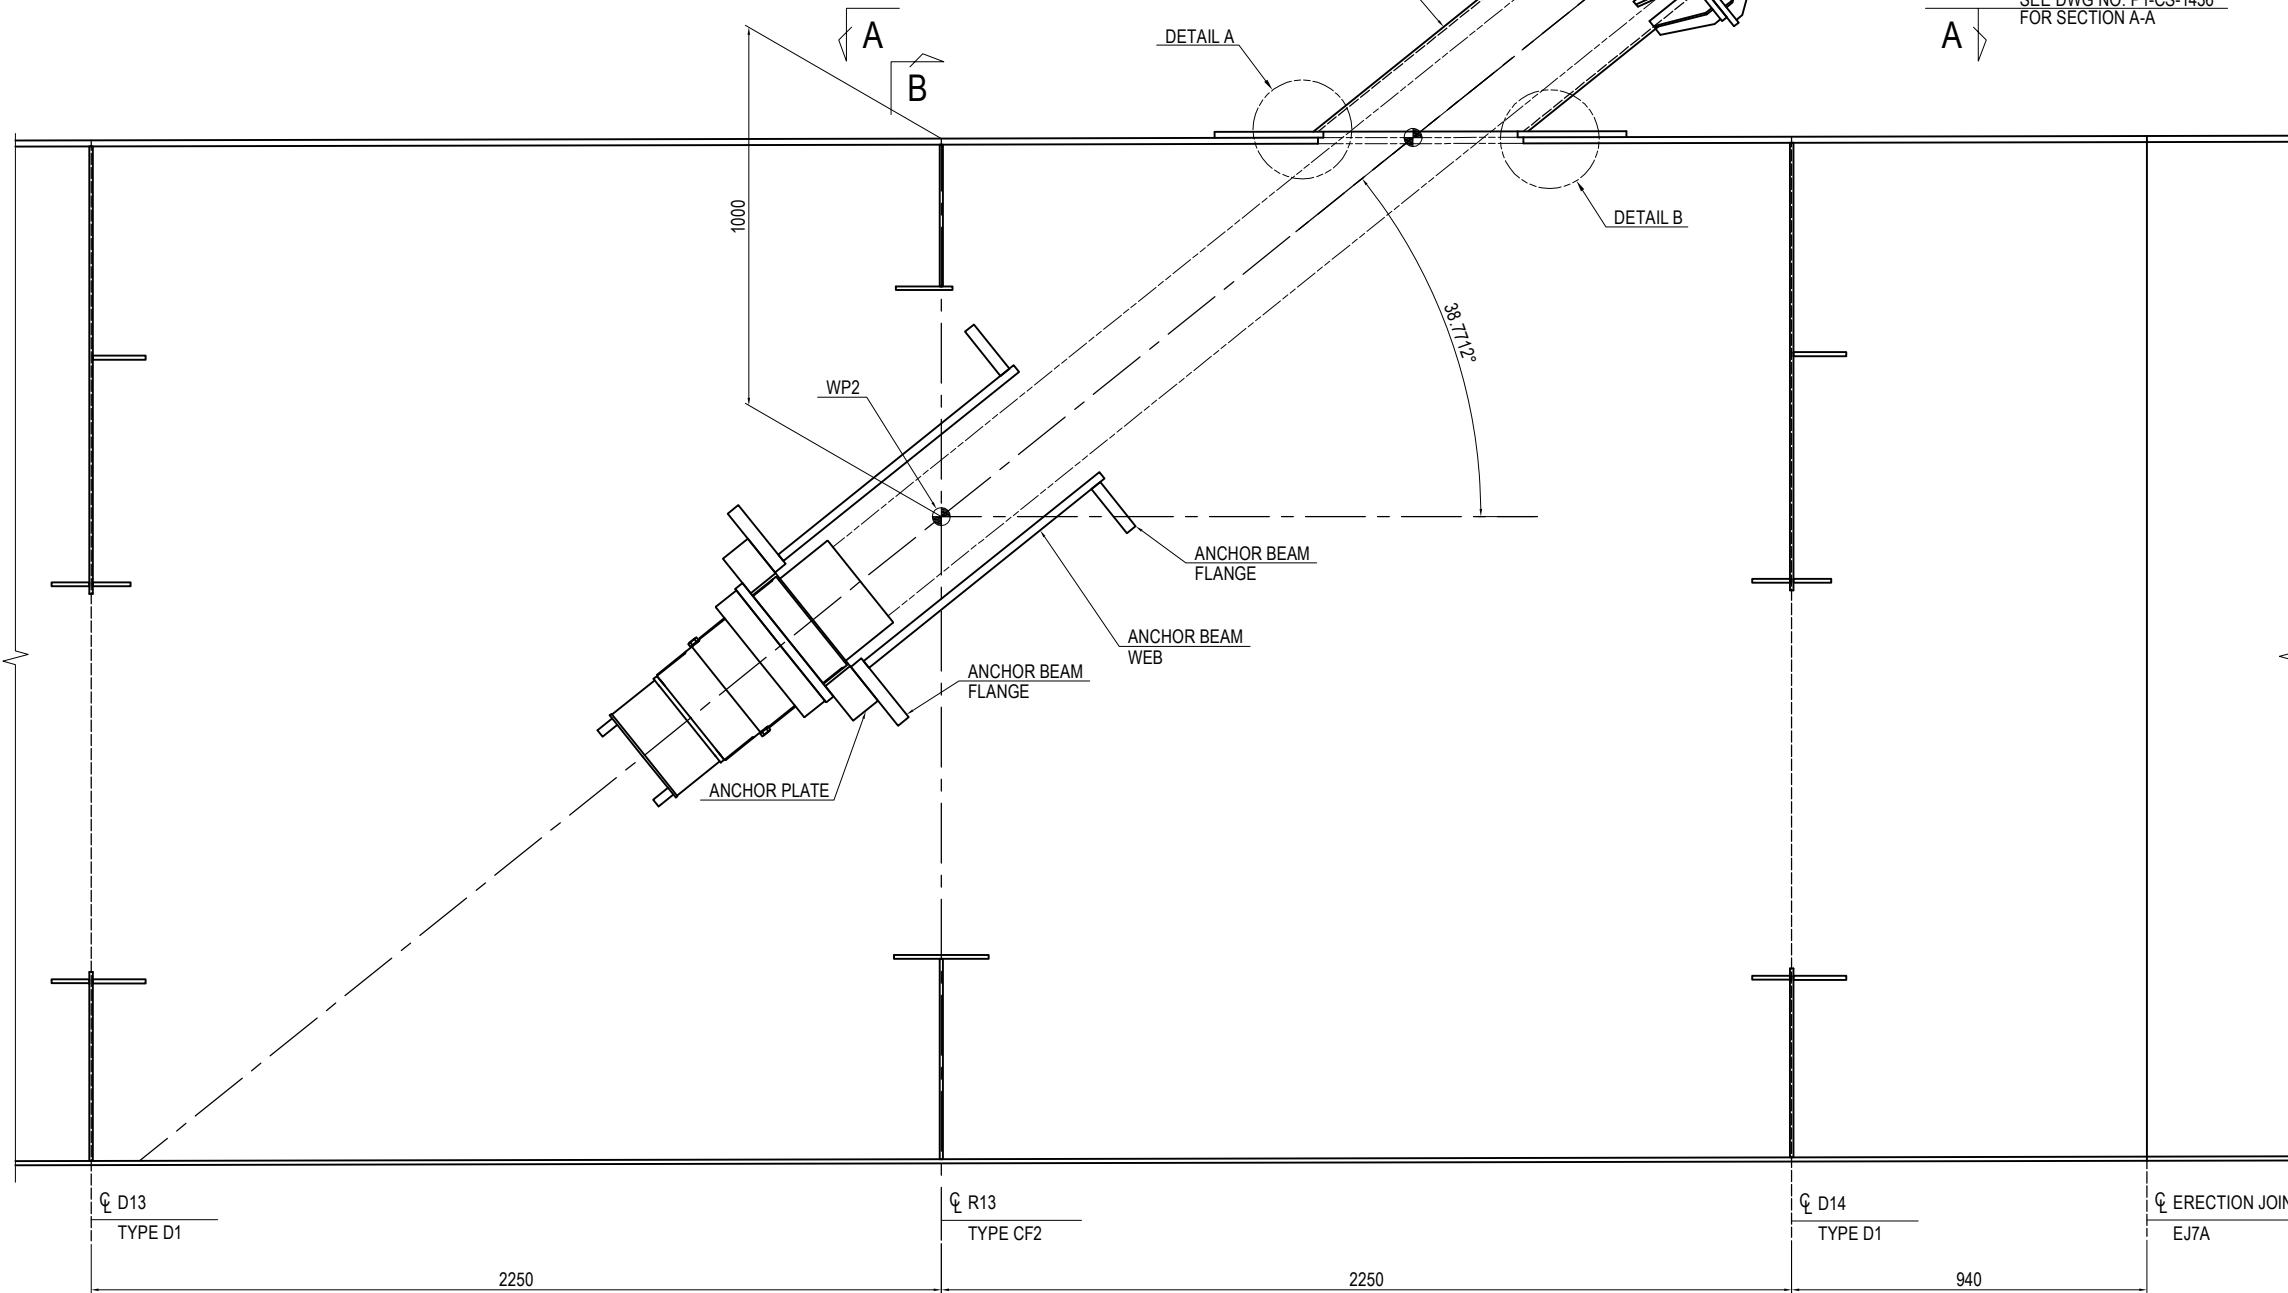 SEE DWG NO. P1-CS-1436
FOR SECTION A-A
A
A
B
DETAIL A
DETAIL B
1000
38.7712°
WP2
ANCHOR BEAM
FLANGE
ANCHOR BEAM
WEB
ANCHOR BEAM
FLANGE
ANCHOR PLATE
℄ D13
TYPE D1
℄ R13
TYPE CF2
℄ D14
TYPE D1
℄ ERECTION JOIN
EJ7A
2250
2250
940